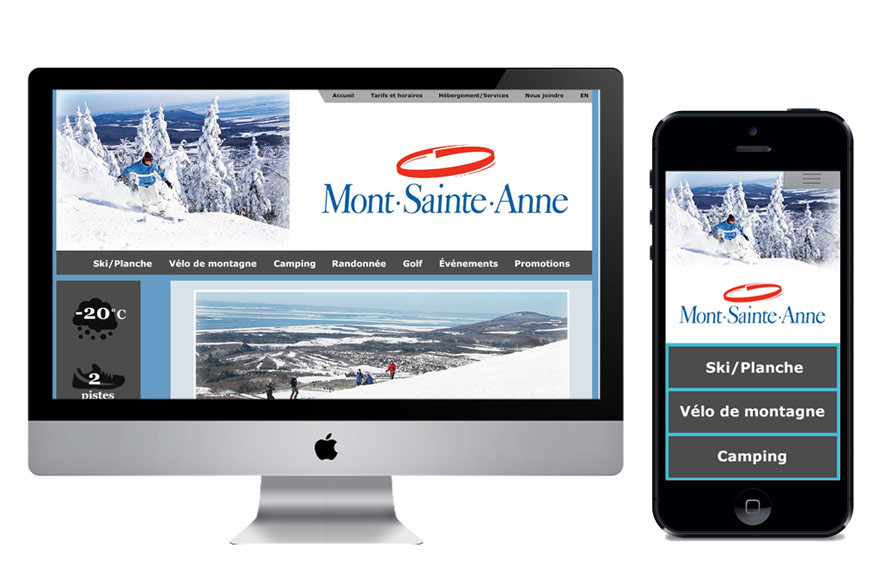 Accueil Tarifs et horaires Hébergement/Services Nous joindre EN
Mont·Sainte·Anne
Ski/Planche Vélo de montagne Camping Randonnée Golf Événements Promotions
-20°C
2
pistes
Mont·Sainte·Anne
Ski/Planche
Vélo de montagne
Camping